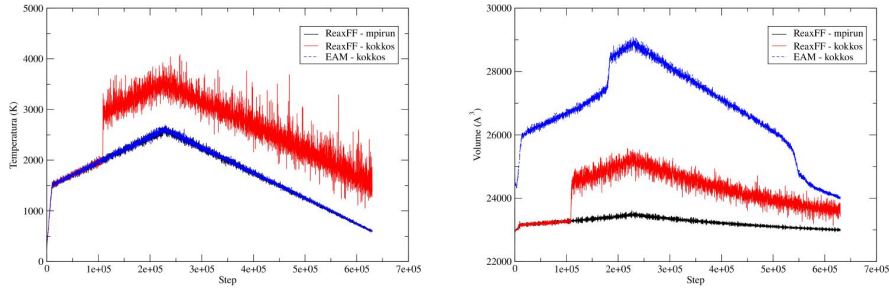 ReaxFF - mpirun
ReaxFF - kokkos
EAM - kokkos
Temperatura (K)
5000
4000
3000
2000
1000
0
0
1e+05
2e+05
3e+05
4e+05
5e+05
6e+05
7e+05
Step
ReaxFF - mpirun
ReaxFF - kokkos
EAM - kokkos
Volume (A^3)
28000
26000
24000
22000
0
1e+05
2e+05
3e+05
4e+05
5e+05
6e+05
7e+05
Step